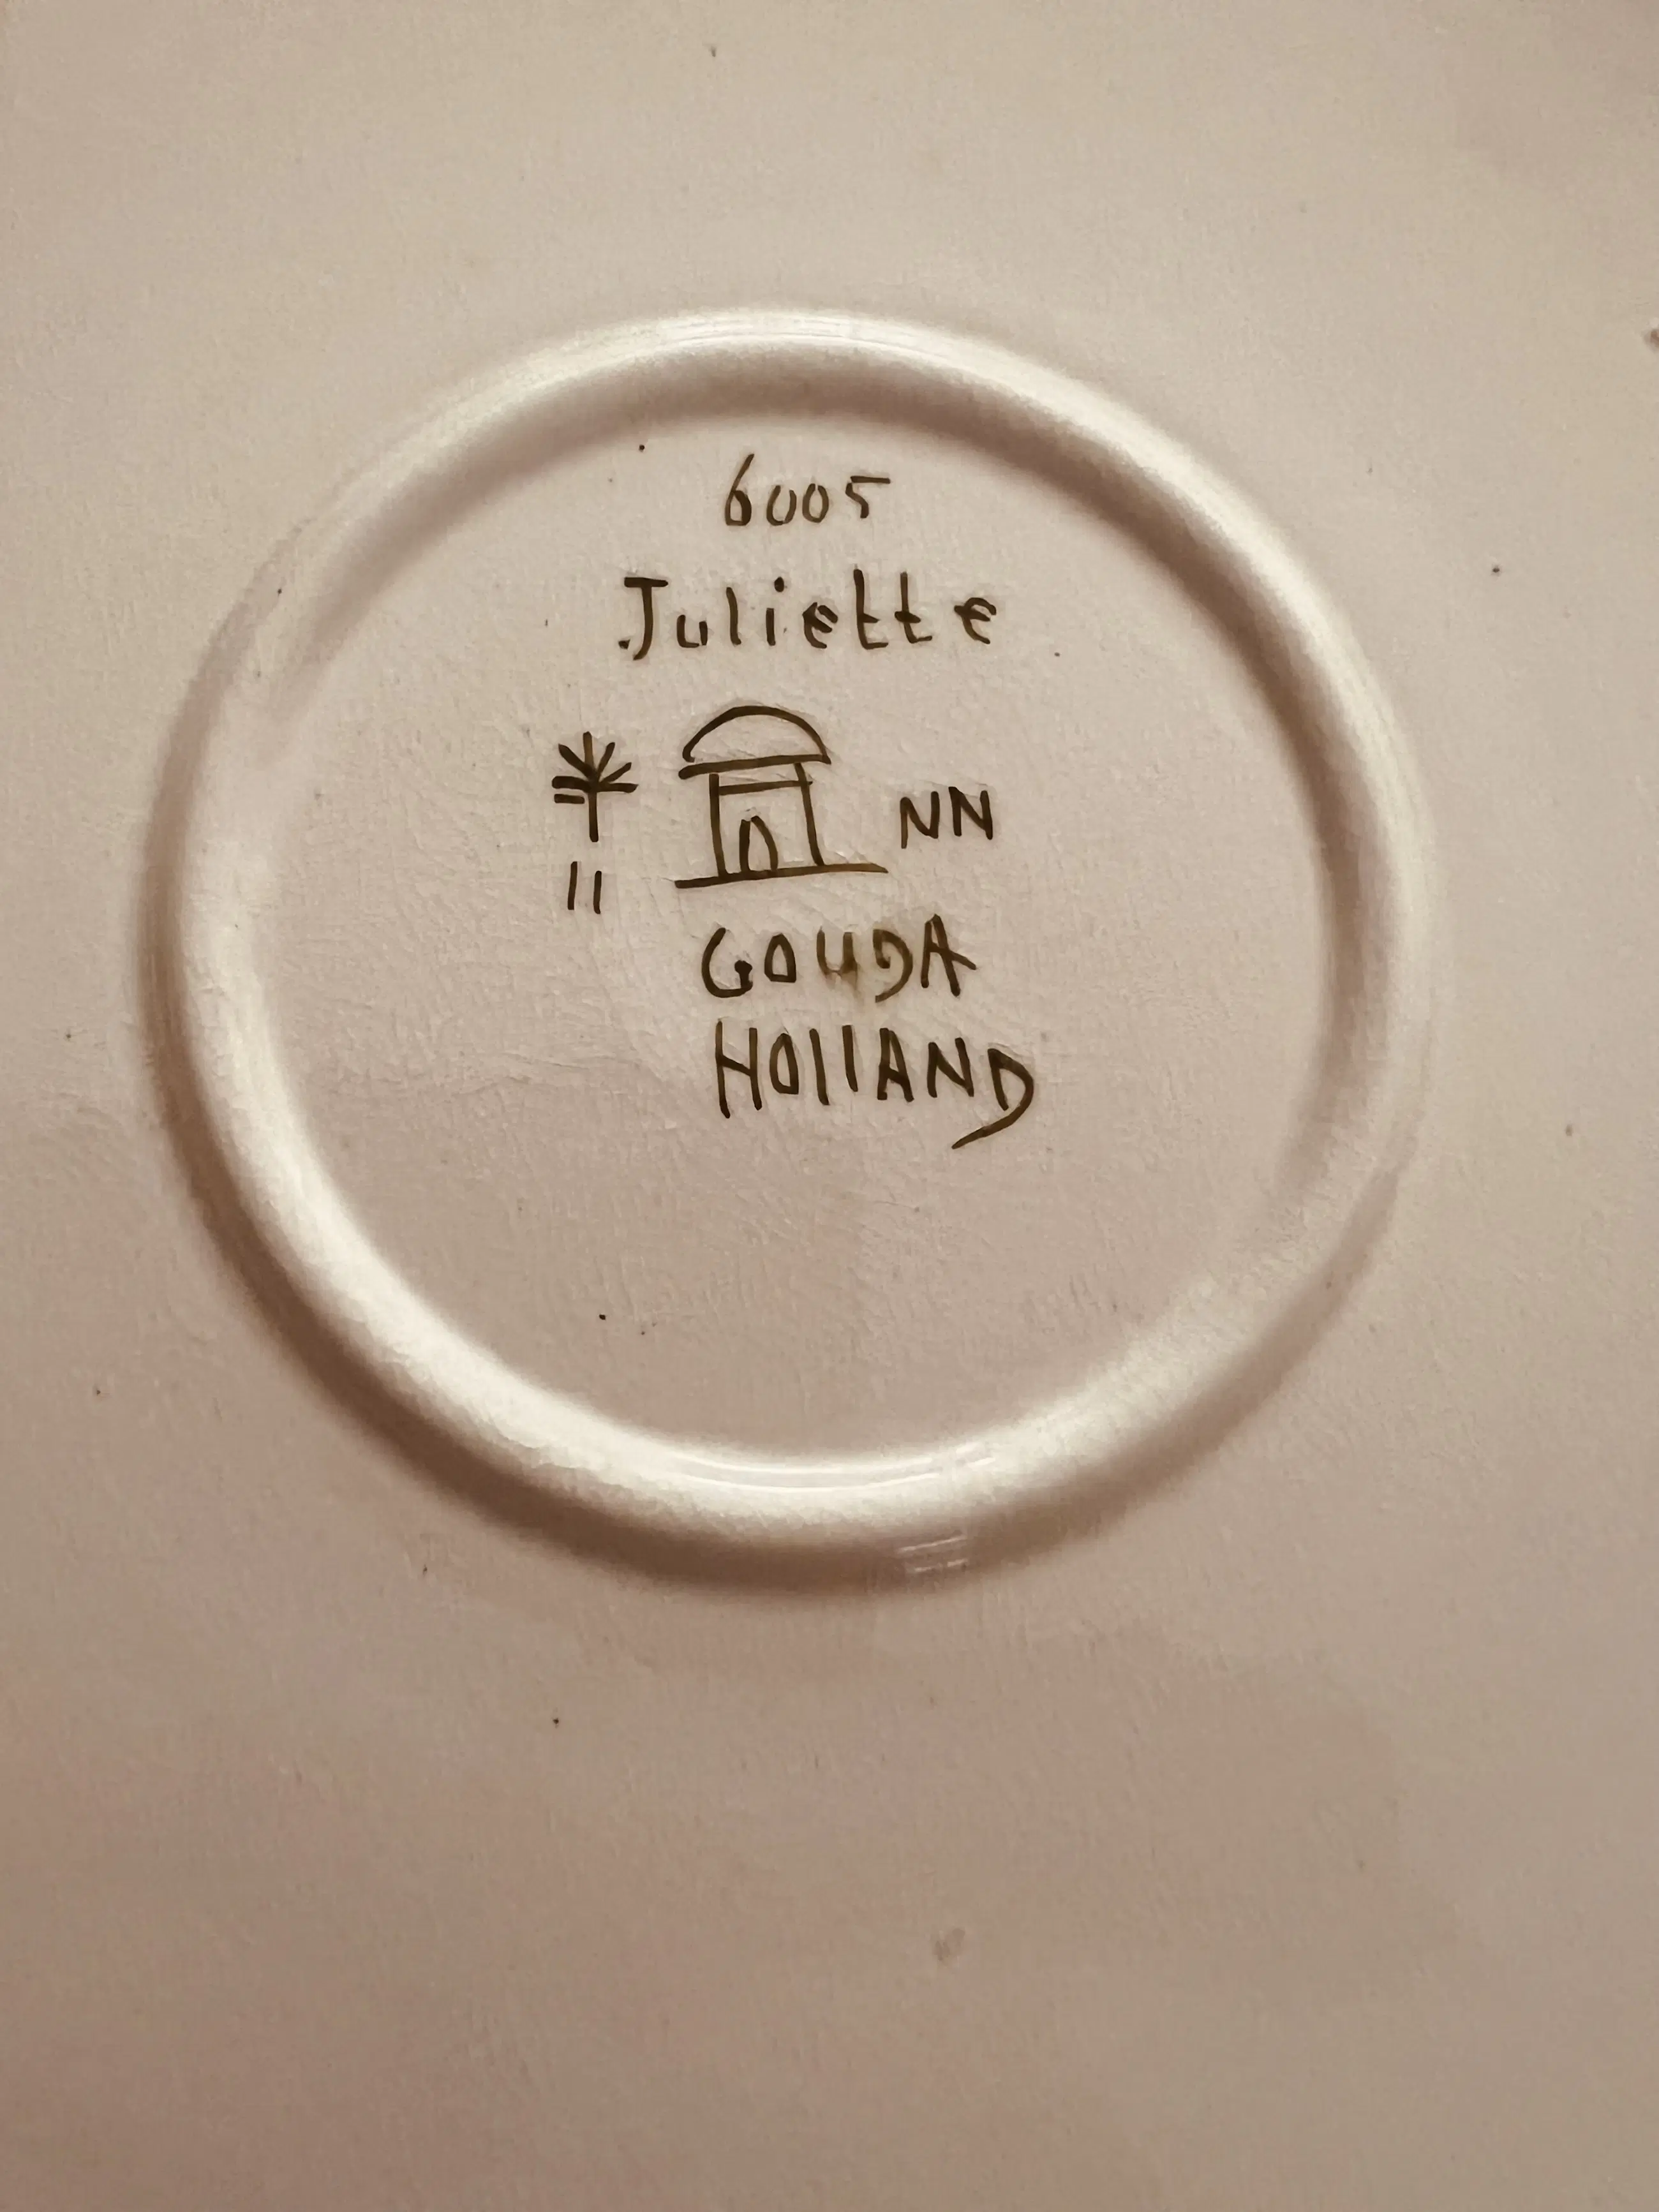 6005
Juliette
NN
11
GOUDA
HOLLAND